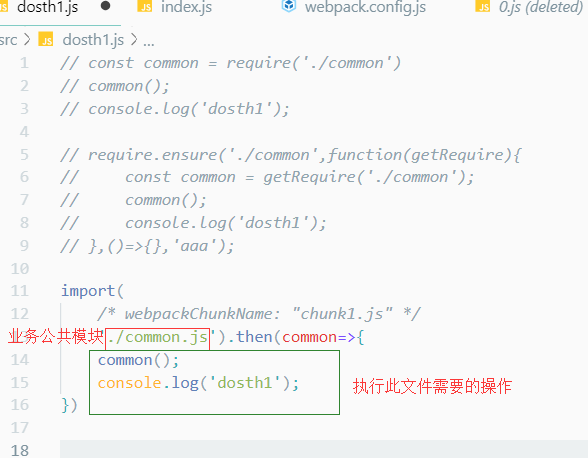 dosth1.js ● JS index.js webpack.config.js JS 0.js (deleted)
src > JS dosth1.js > ...
1 // const common = require('./common')
2 // common();
3 // console.log('dosth1');
4
5 // require.ensure('./common',function(getRequire){
6 //     const common = getRequire('./common');
7 //     common();
8 //     console.log('dosth1');
9 // },()=>{},'aaa');
10
11 import(
12     /* webpackChunkName: "chunk1.js" */
业务公共模块'./common.js').then(common=>{
14     common();
15     console.log('dosth1');
执行此文件需要的操作
16 })
17
18